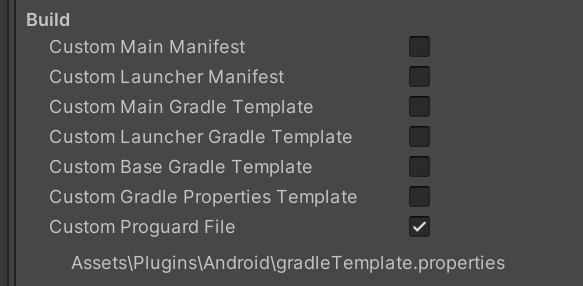 Build
Custom Main Manifest
Custom Launcher Manifest
Custom Main Gradle Template
Custom Launcher Gradle Template
Custom Base Gradle Template
Custom Gradle Properties Template
Custom Proguard File
Assets\Plugins\Android\gradleTemplate.properties